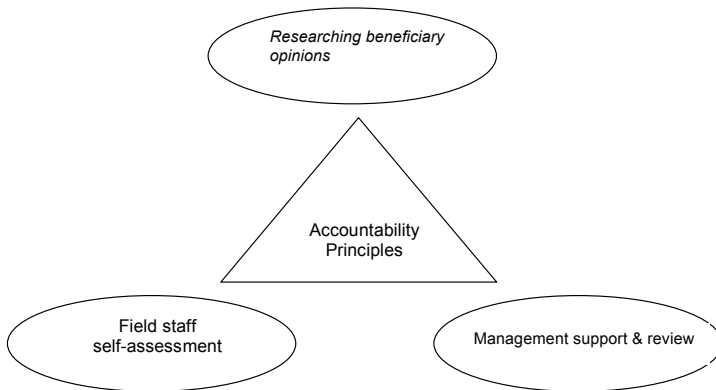 Researching beneficiary
opinions
Accountability
Principles
Field staff
self-assessment
Management support & review